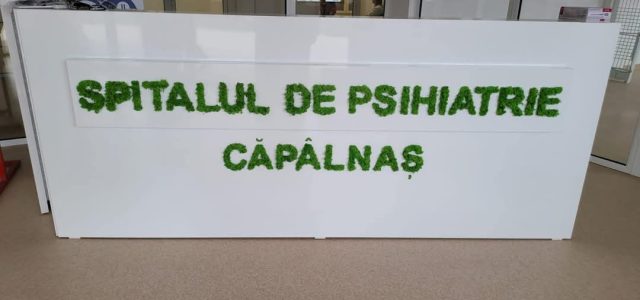 SPITALUL DE PSIHIATRIE
CĂPÂLNAȘ